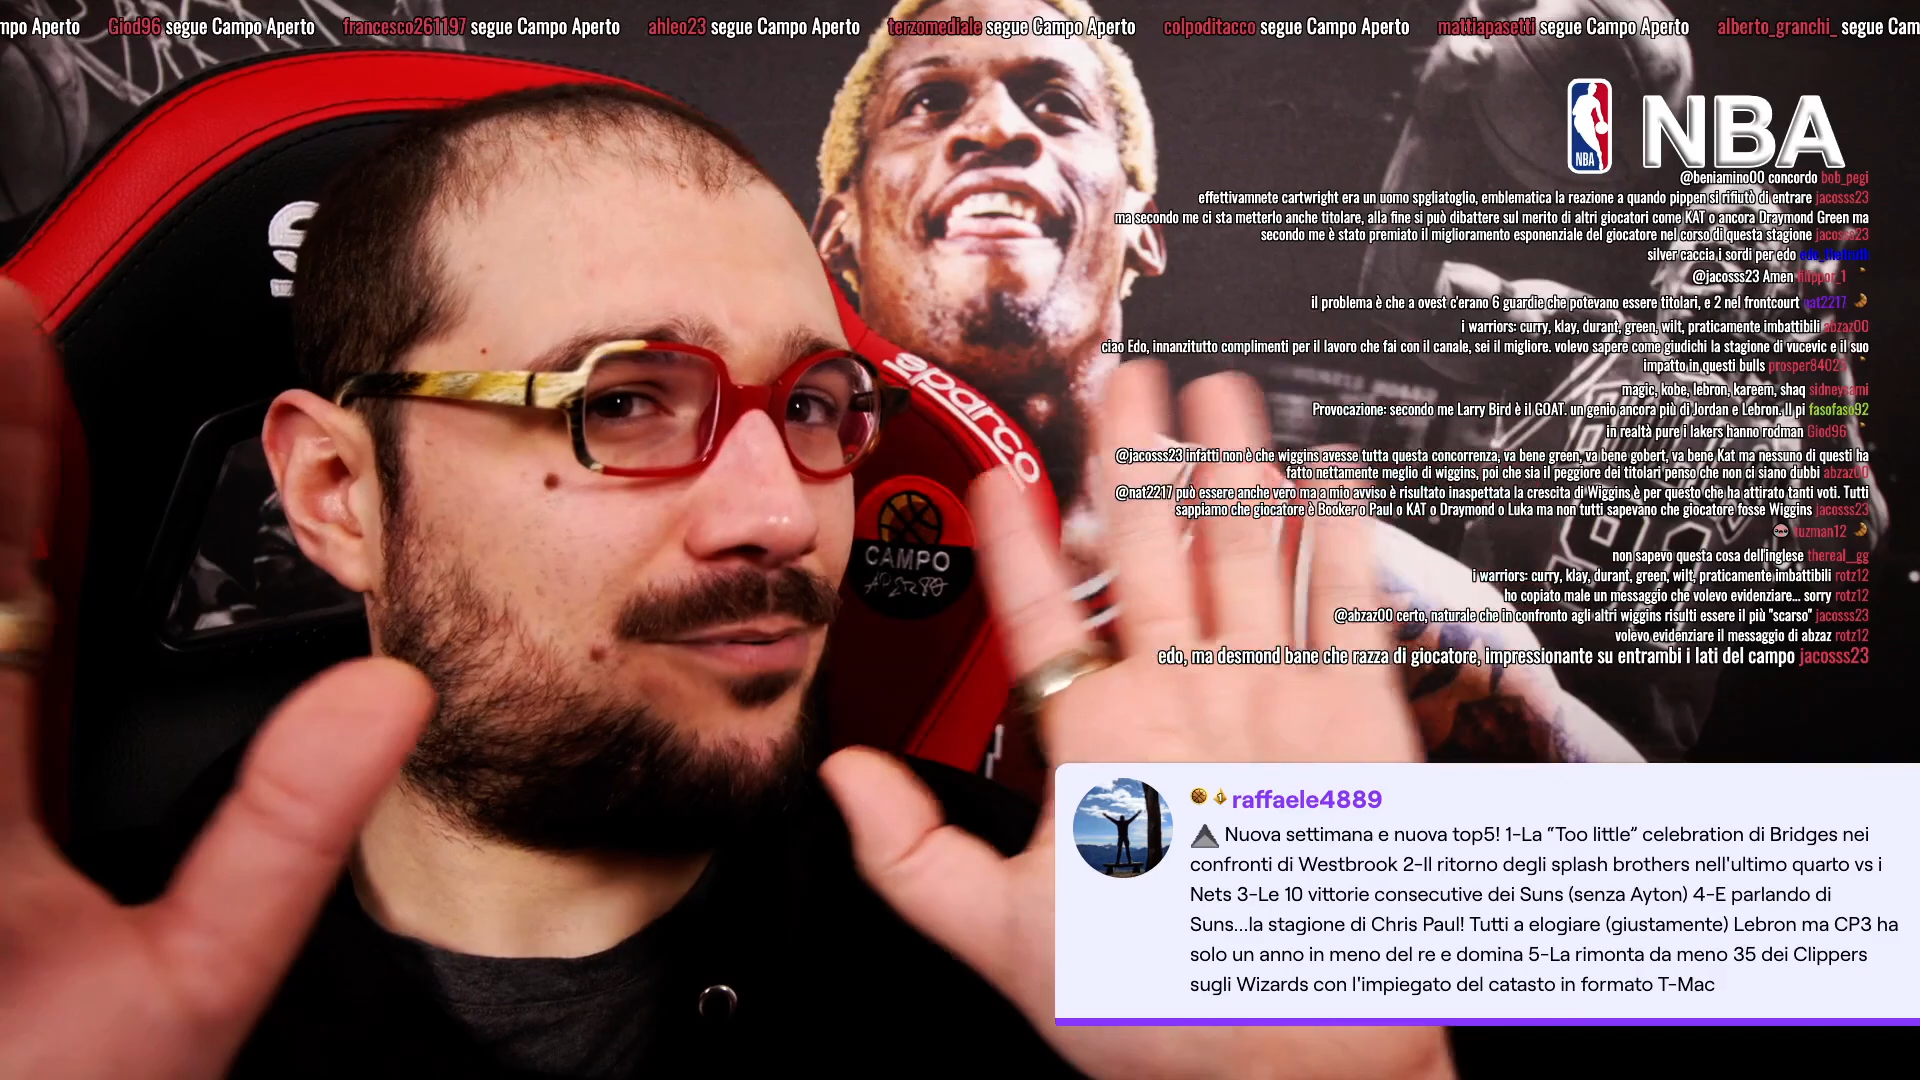 mpo Aperto Giod96 segue Campo Aperto francesco261197 segue Campo Aperto ahleo23 segue Campo Aperto terzomediale segue Campo Aperto colpoditacco segue Campo Aperto mattiapasetti segue Campo Aperto alberto_granchi_ segue Cam
NBA
NBA
@beniamino00 concordo bob_pegi
effettivamnete cartwright era un uomo spgliatoglio, emblematica la reazione a quando pippen si rifiutò di entrare jacosss23
ma secondo me ci sta metterlo anche titolare, alla fine si può dibattere sul merito di altri giocatori come KAT o ancora Draymond Green ma
secondo me è stato premiato il miglioramento esponenziale del giocatore nel corso di questa stagione jacosss23
silver caccia i sordi per edo
@jacosss23 Amen filippor_1
il problema è che a ovest c'erano 6 guardie che potevano essere titolari, e 2 nel frontcourt nat2217
i warriors: curry, klay, durant, green, wilt, praticamente imbattibili abzaz00
ciao Edo, innanzitutto complimenti per il lavoro che fai con il canale, sei il migliore. volevo sapere come giudichi la stagione di vucevic e il suo
impatto in questi bulls
magic, kobe, lebron, kareem, shaq
Provocazione: secondo me Larry Bird è il GOAT. un genio ancora più di Jordan e Lebron. Il pi fasofaso92
in realtà pure i lakers hanno rodman Giod96
@jacosss23 infatti non è che wiggins avesse tutta questa concorrenza, va bene green, va bene gobert, va bene Kat ma nessuno di questi ha
fatto nettamente meglio di wiggins, poi che sia il peggiore dei titolari penso che non ci siano dubbi abzaz00
@nat2217 può essere anche vero ma a mio avviso è risultato inaspettata la crescita di Wiggins è per questo che ha attirato tanti voti. Tutti
sappiamo che giocatore è Booker o Paul o KAT o Draymond o Luka ma non tutti sapevano che giocatore fosse Wiggins jacosss23
xuzman12
non sapevo questa cosa dell'inglese thereal__gg
i warriors: curry, klay, durant, green, wilt, praticamente imbattibili rotz12
ho copiato male un messaggio che volevo evidenziare... sorry rotz12
@abzaz00 certo, naturale che in confronto agli altri wiggins risulti essere il più "scarso" jacosss23
volevo evidenziare il messaggio di abzaz rotz12
edo, ma desmond bane che razza di giocatore, impressionante su entrambi i lati del campo jacosss23
sparco
CAMPO
APERTO
raffaele4889
Nuova settimana e nuova top5! 1-La “Too little” celebration di Bridges nei
confronti di Westbrook 2-Il ritorno degli splash brothers nell'ultimo quarto vs i
Nets 3-Le 10 vittorie consecutive dei Suns (senza Ayton) 4-E parlando di
Suns...la stagione di Chris Paul! Tutti a elogiare (giustamente) Lebron ma CP3 ha
solo un anno in meno del re e domina 5-La rimonta da meno 35 dei Clippers
sugli Wizards con l'impiegato del catasto in formato T-Mac